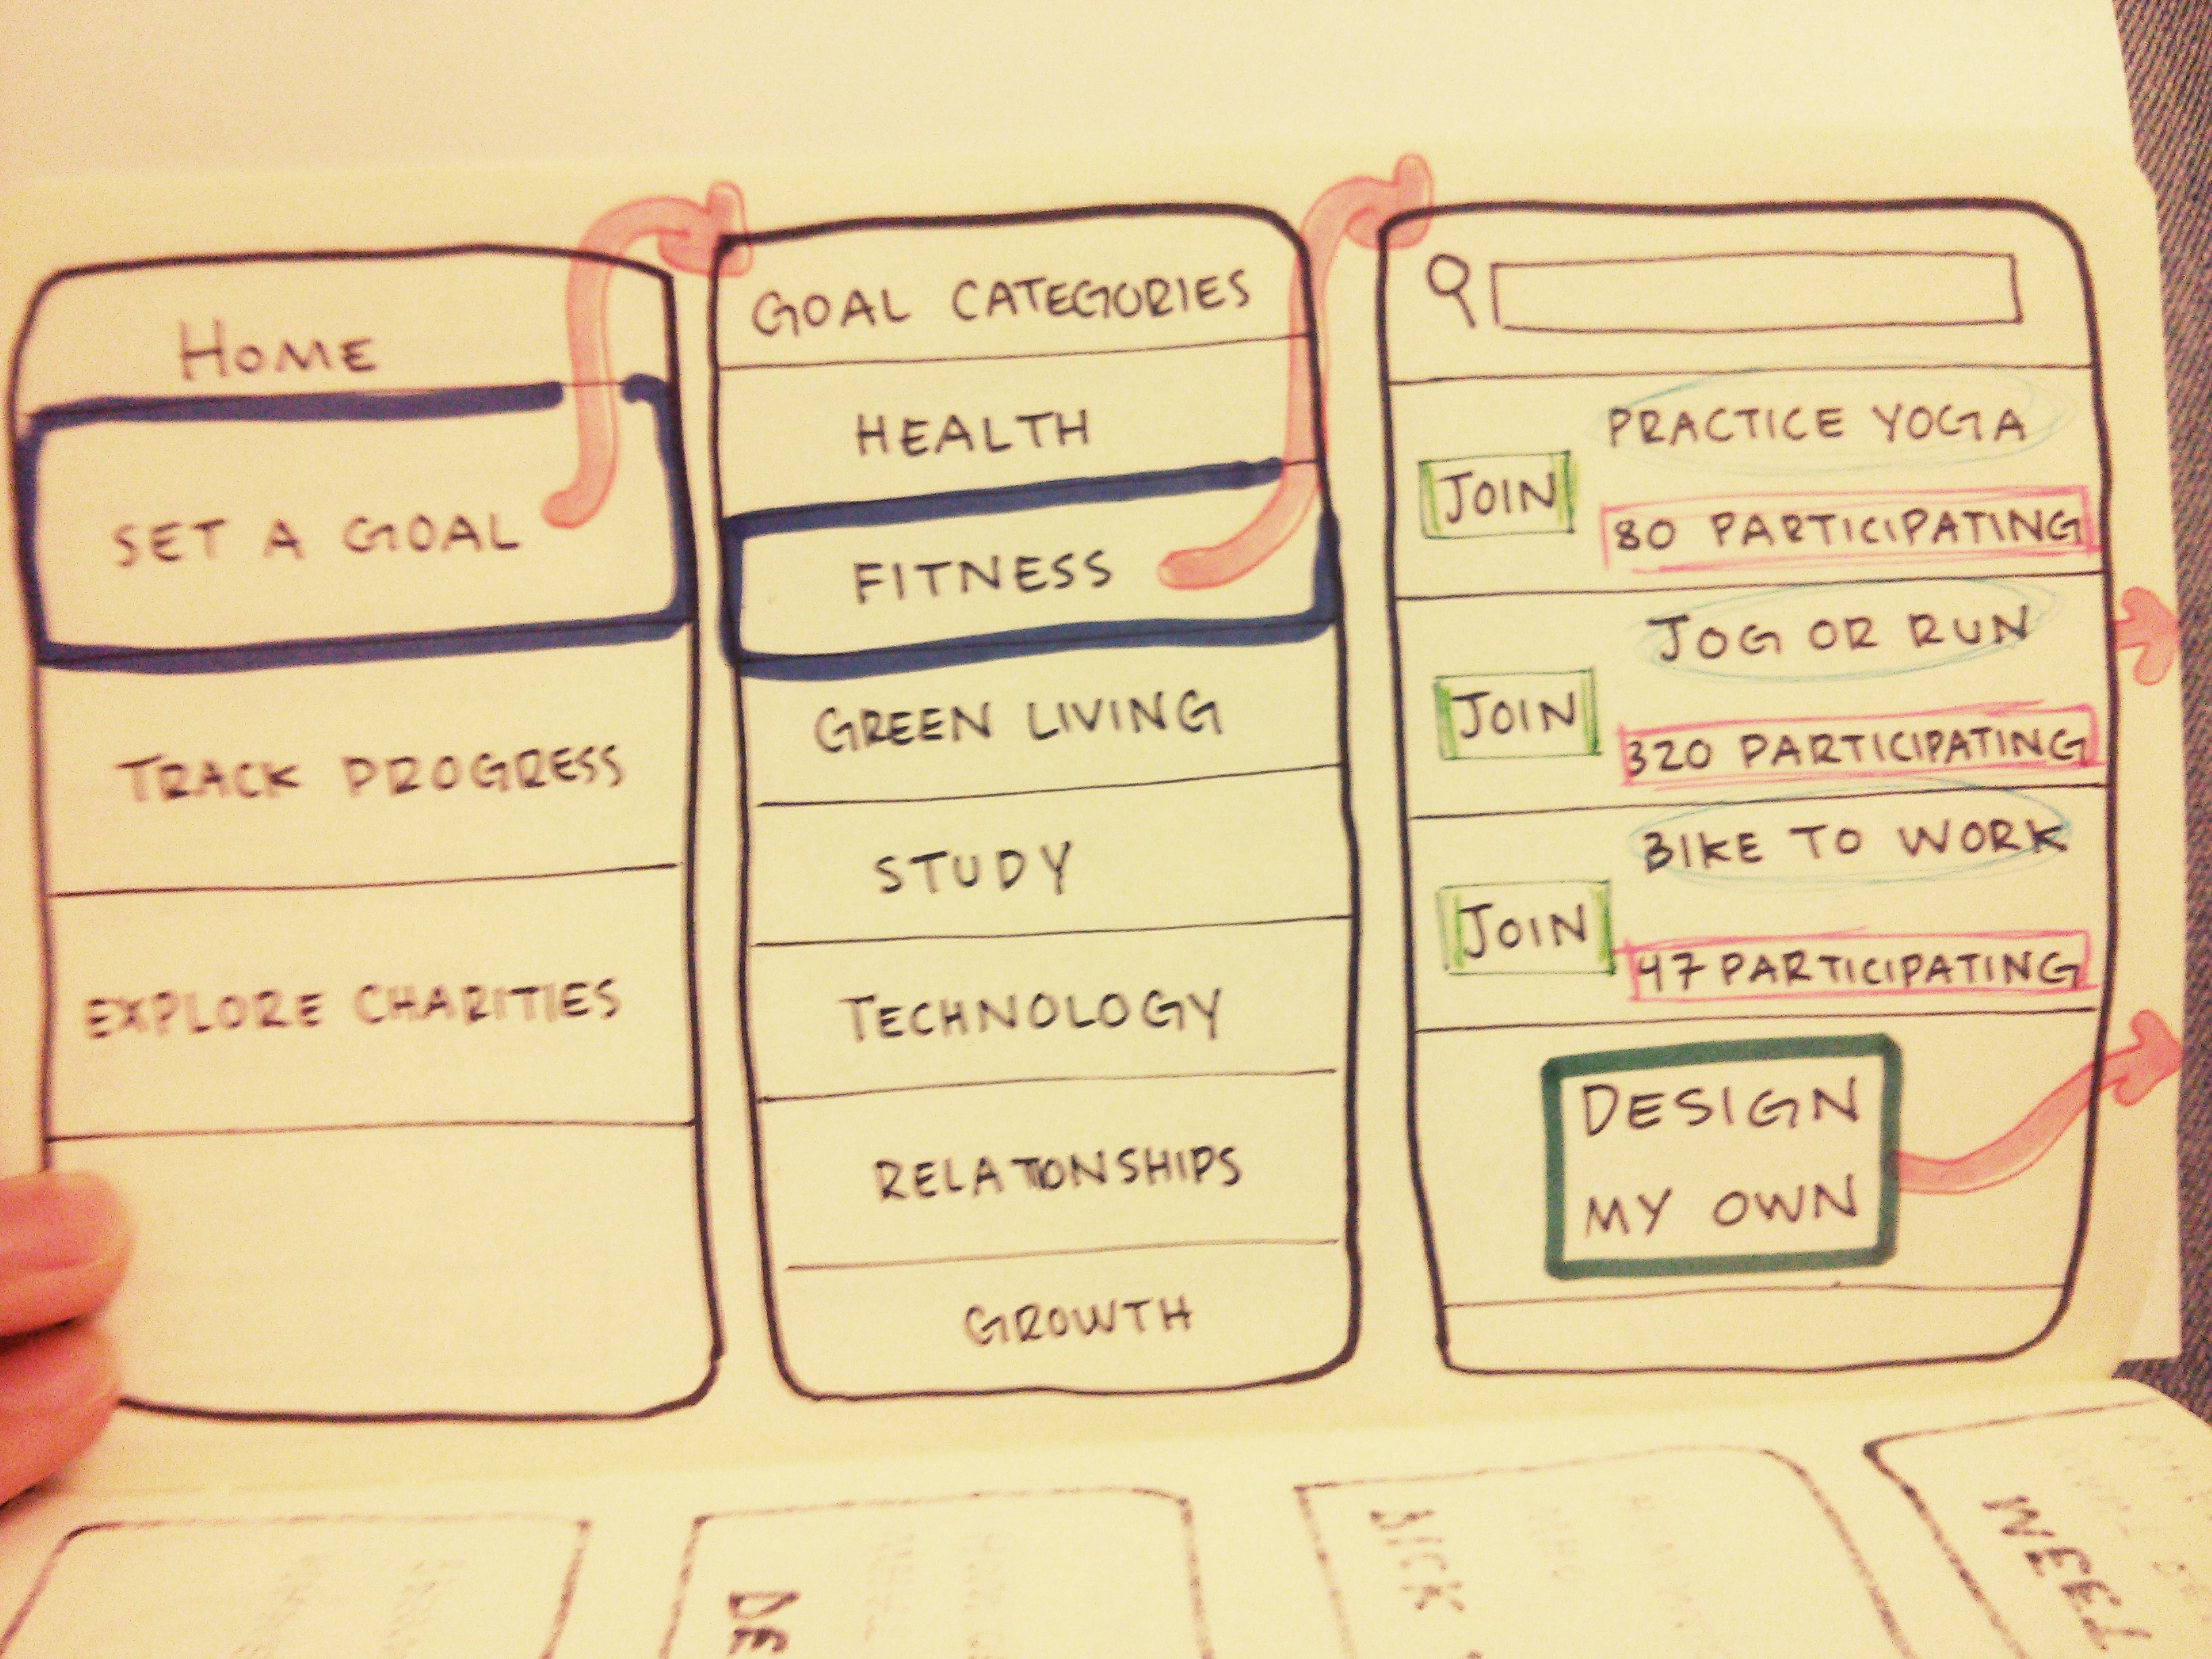 HOME
SET A GOAL
TRACK PROGRESS
EXPLORE CHARITIES
GOAL CATEGORIES
HEALTH
FITNESS
GREEN LIVING
STUDY
TECHNOLOGY
RELATIONSHIPS
GROWTH
PRACTICE YOGA
JOIN
80 PARTICIPATING
JOG OR RUN
JOIN
320 PARTICIPATING
BIKE TO WORK
JOIN
47 PARTICIPATING
DESIGN
MY OWN